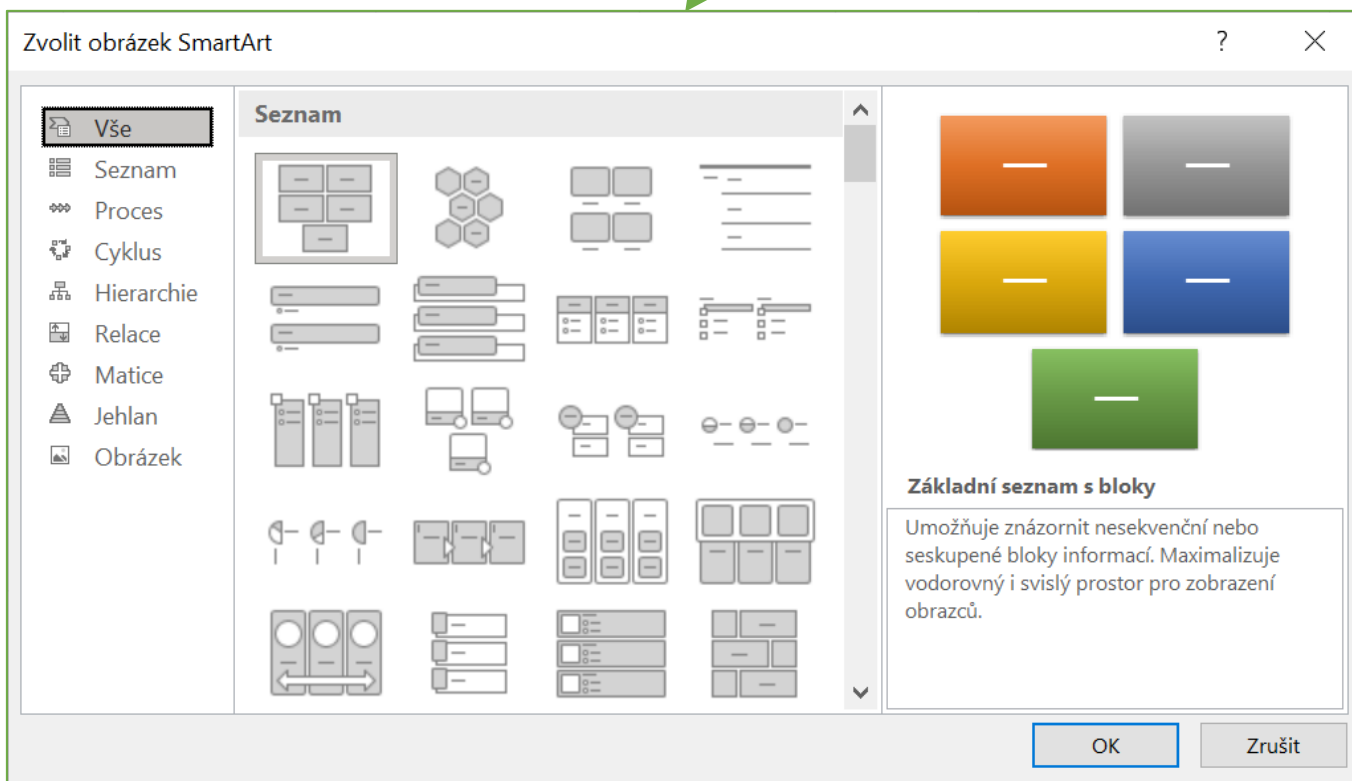 Zvolit obrázek SmartArt
?
Vše
Seznam
Proces
Cyklus
Hierarchie
Relace
Matice
Jehlan
Obrázek
Seznam
Základní seznam s bloky
Umožňuje znázornit nesekvenční nebo
seskupené bloky informací. Maximalizuje
vodorovný i svislý prostor pro zobrazení
obrazců.
OK
Zrušit